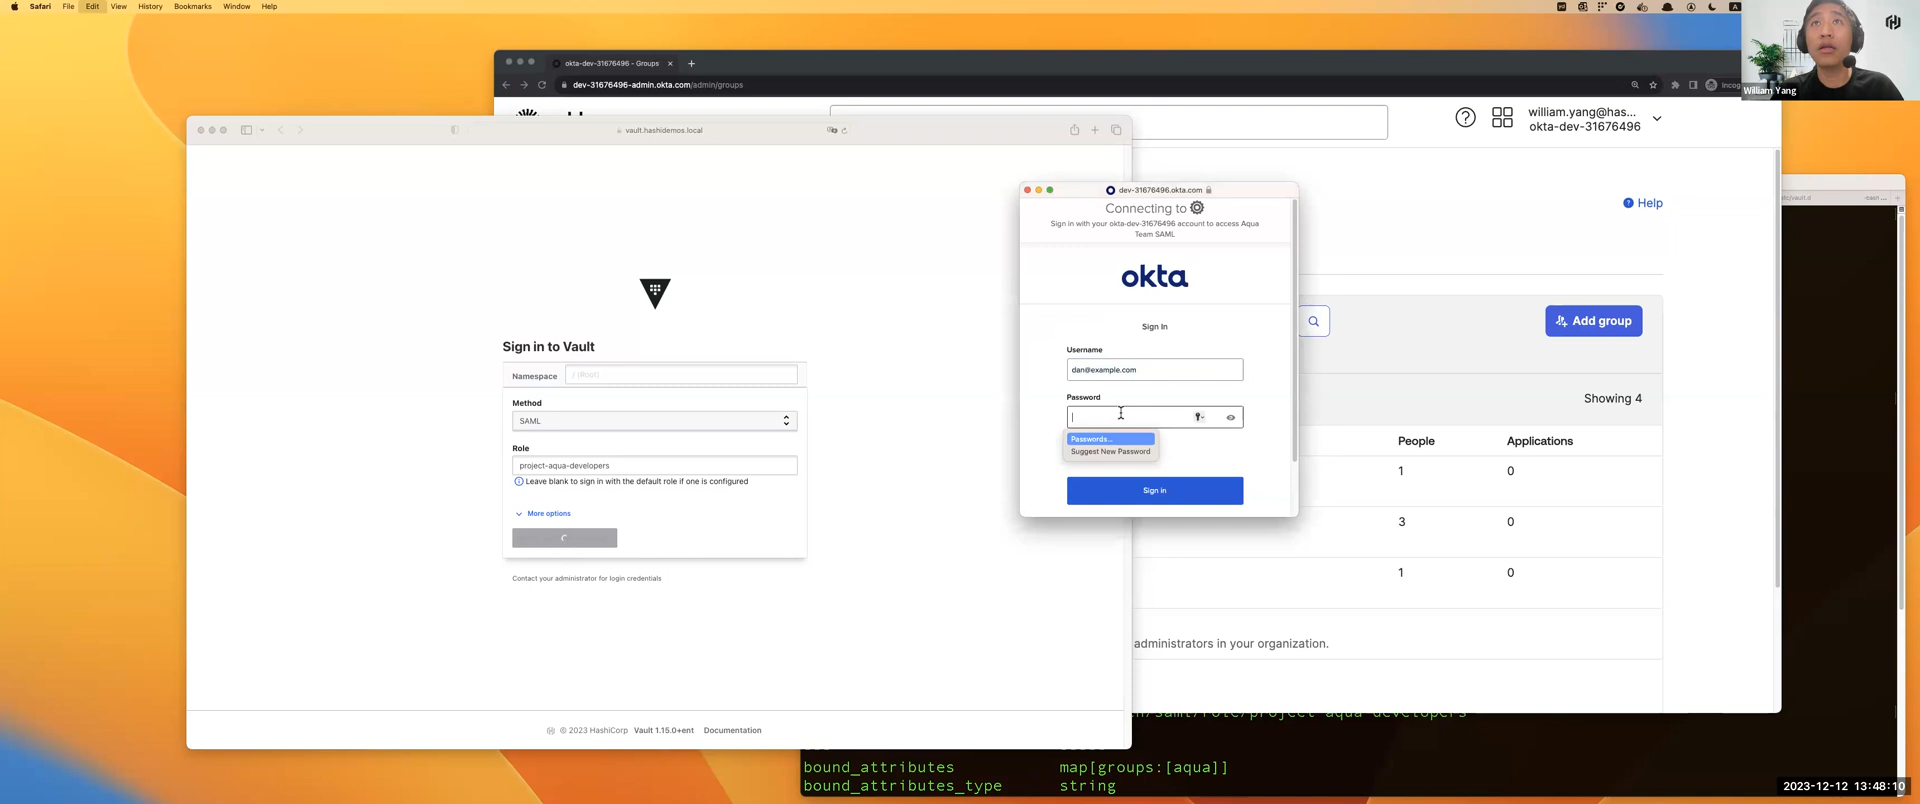 Safari File Edit View History Bookmarks Window Help
A
William Yang
okta-dev-31676496 - Groups
dev-31676496-admin.okta.com/admin/groups
william.yang@has...
okta-dev-31676496
vault.hashidemos.local
Help
Add group
Showing 4
People Applications
1 0
3 0
1 0
administrators in your organization.
Sign in to Vault
Namespace / (Root)
Method
SAML
Role
project-aqua-developers
Leave blank to sign in with the default role if one is configured
More options
Contact your administrator for login credentials
© 2023 HashiCorp Vault 1.15.0+ent Documentation
dev-31676496.okta.com
Connecting to
Sign in with your okta-dev-31676496 account to access Aqua
Team SAML
okta
Sign In
Username
dan@example.com
Password
Passwords...
Suggest New Password
Sign in
bound_attributes map[groups:[aqua]]
bound_attributes_type string
2023-12-12 13:48:10